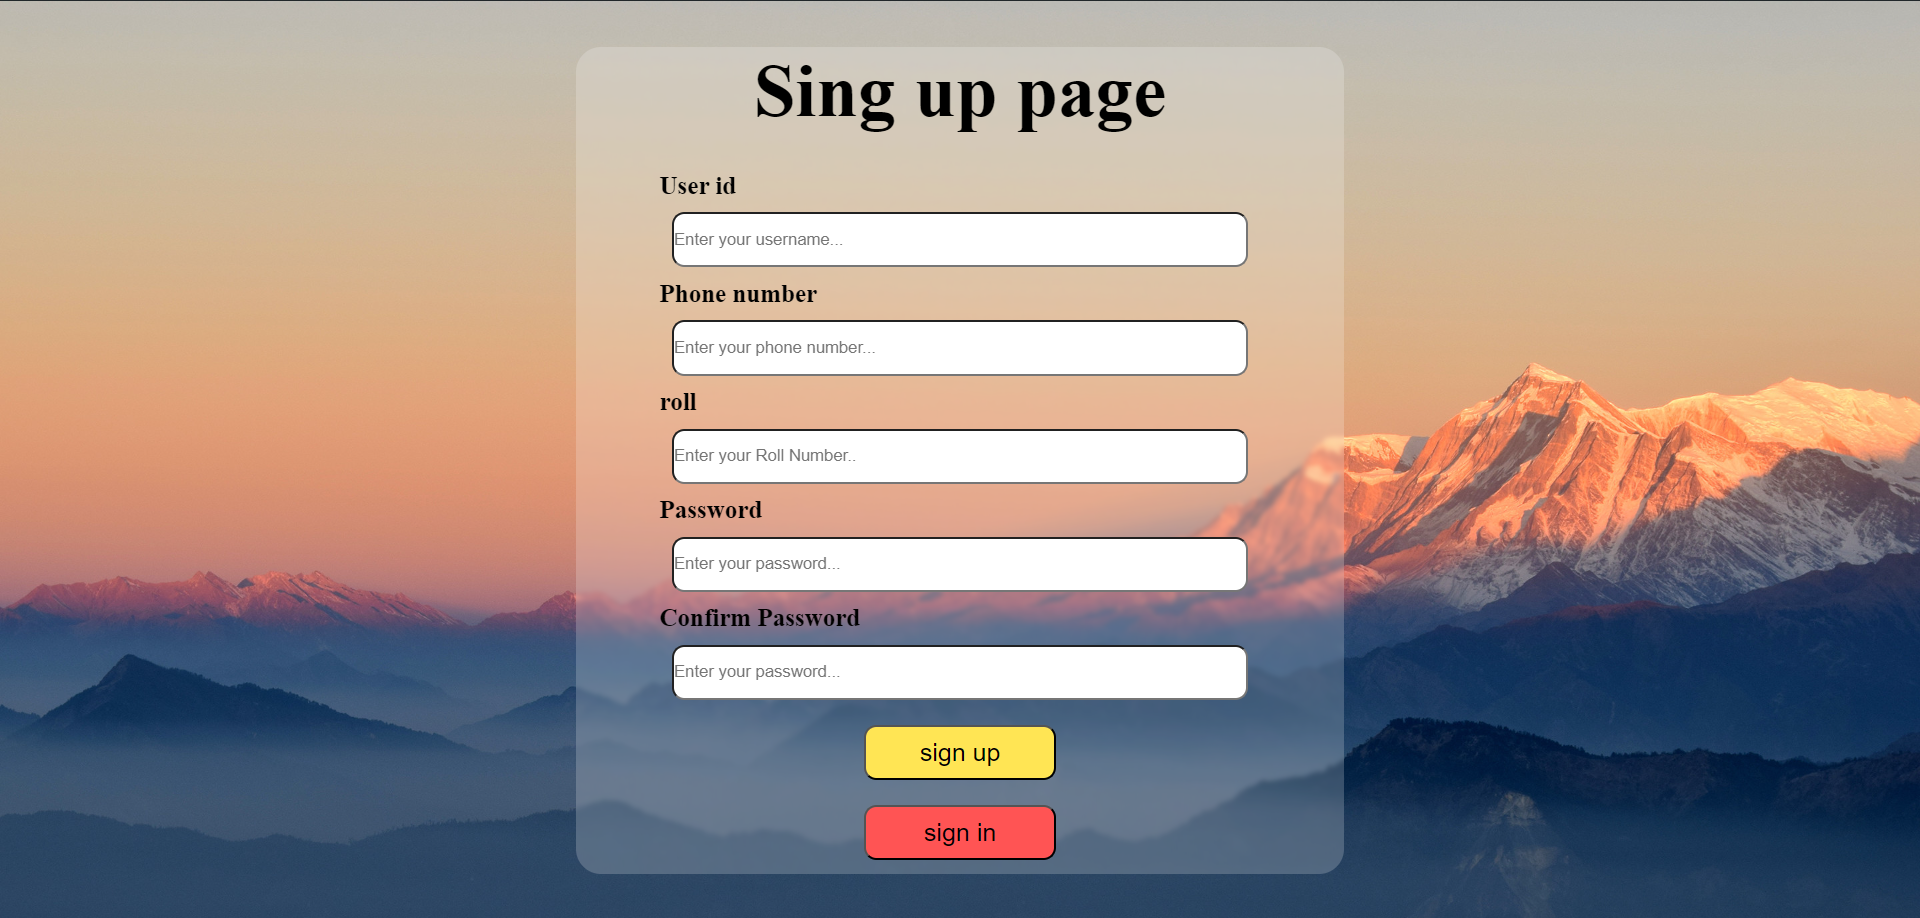 Sing up page
User id
Enter your username...
Phone number
Enter your phone number...
roll
Enter your Roll Number..
Password
Enter your password...
Confirm Password
Enter your password...
sign up
sign in